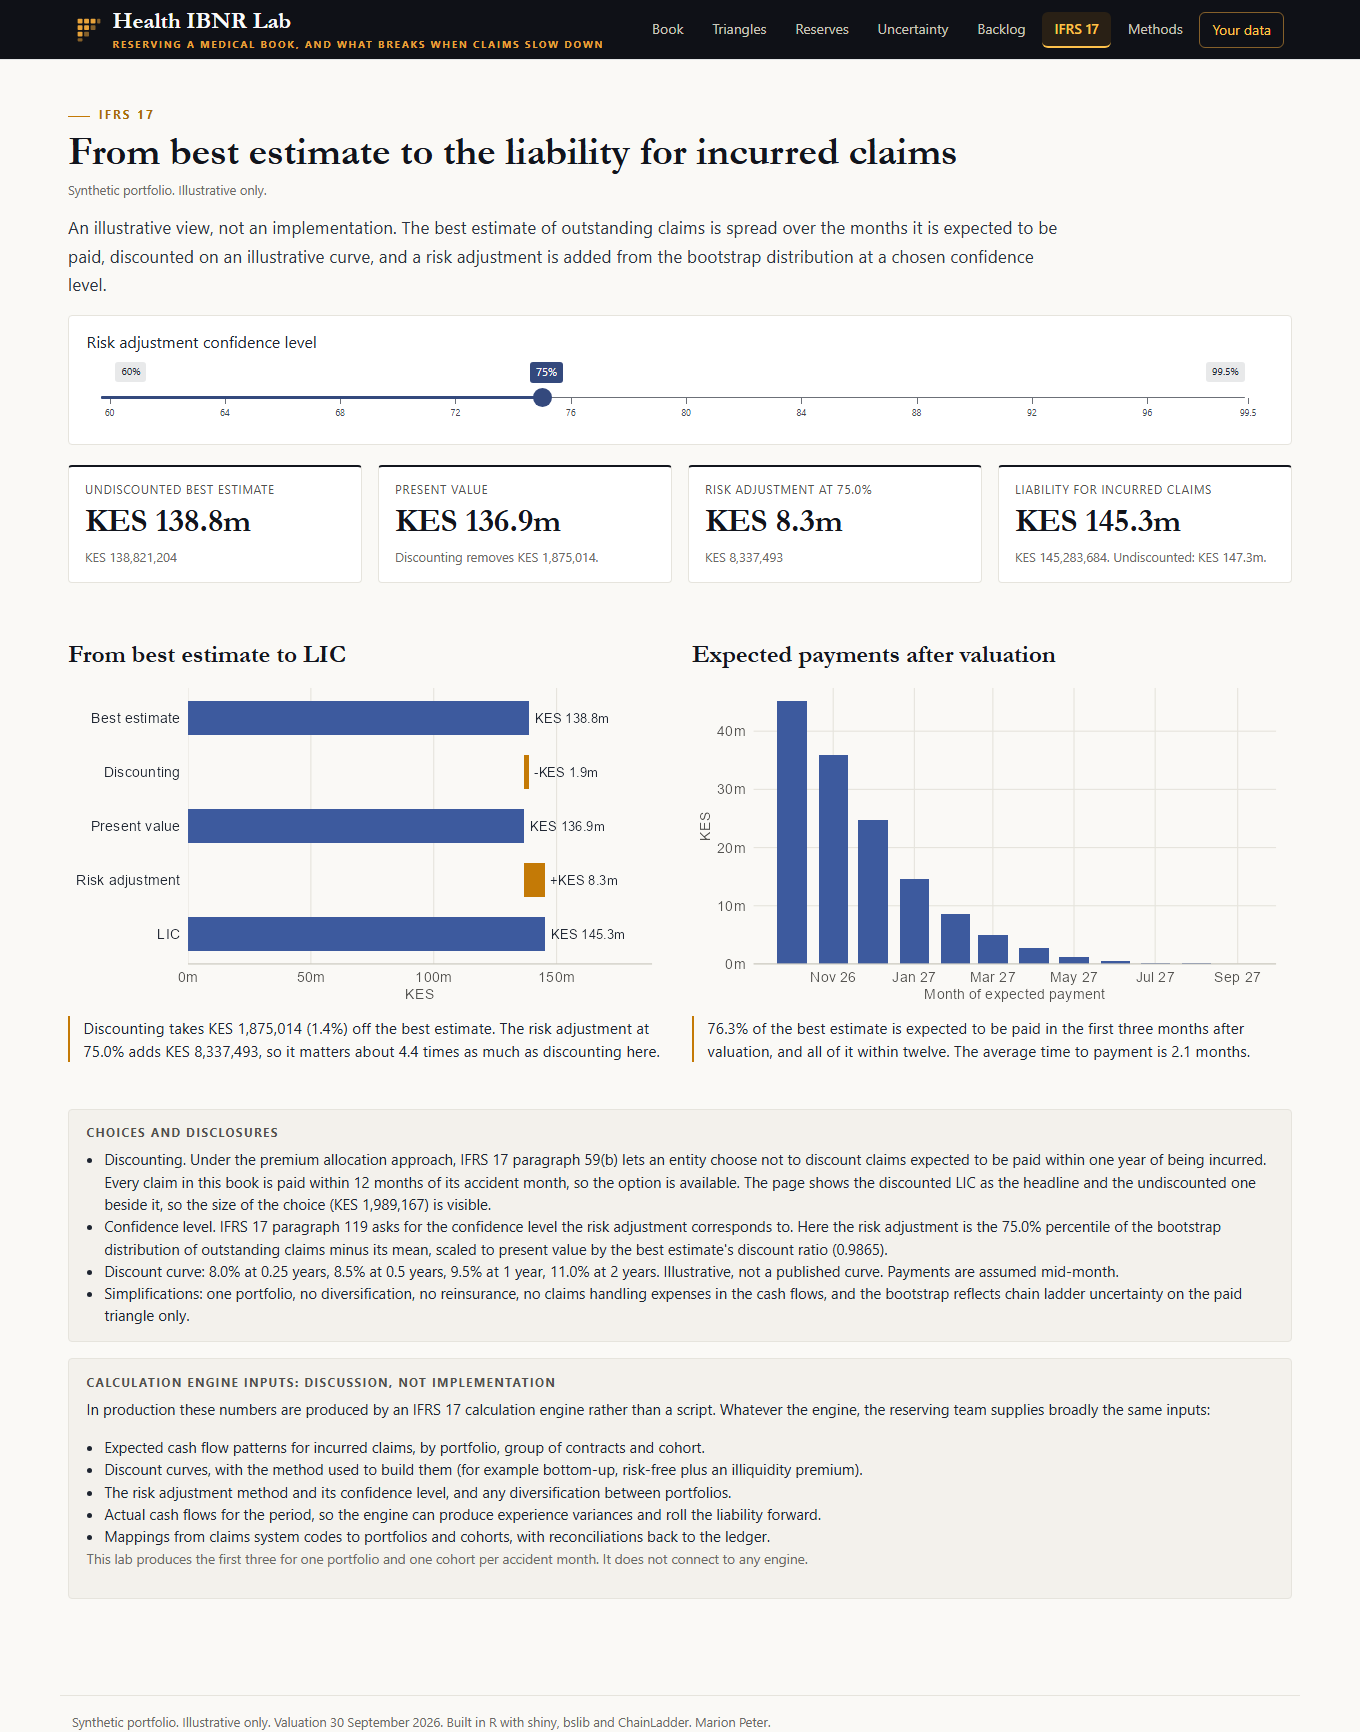 Health IBNR Lab
RESERVING A MEDICAL BOOK, AND WHAT BREAKS WHEN CLAIMS SLOW DOWN
Book Triangles Reserves Uncertainty Backlog IFRS 17 Methods Your data
IFRS 17
From best estimate to the liability for incurred claims
Synthetic portfolio. Illustrative only.
An illustrative view, not an implementation. The best estimate of outstanding claims is spread over the months it is expected to be
paid, discounted on an illustrative curve, and a risk adjustment is added from the bootstrap distribution at a chosen confidence
level.
Risk adjustment confidence level
60% 75% 99.5%
60 64 68 72 76 80 84 88 92 96 99.5
UNDISCOUNTED BEST ESTIMATE
KES 138.8m
KES 138,821,204
PRESENT VALUE
KES 136.9m
Discounting removes KES 1,875,014.
RISK ADJUSTMENT AT 75.0%
KES 8.3m
KES 8,337,493
LIABILITY FOR INCURRED CLAIMS
KES 145.3m
KES 145,283,684. Undiscounted: KES 147.3m.
From best estimate to LIC
Best estimate KES 138.8m
Discounting -KES 1.9m
Present value KES 136.9m
Risk adjustment +KES 8.3m
LIC KES 145.3m
0m 50m 100m 150m
KES
Discounting takes KES 1,875,014 (1.4%) off the best estimate. The risk adjustment at
75.0% adds KES 8,337,493, so it matters about 4.4 times as much as discounting here.
Expected payments after valuation
40m
30m
20m
10m
0m
KES
Nov 26 Jan 27 Mar 27 May 27 Jul 27 Sep 27
Month of expected payment
76.3% of the best estimate is expected to be paid in the first three months after
valuation, and all of it within twelve. The average time to payment is 2.1 months.
CHOICES AND DISCLOSURES
• Discounting. Under the premium allocation approach, IFRS 17 paragraph 59(b) lets an entity choose not to discount claims expected to be paid within one year of being incurred.
Every claim in this book is paid within 12 months of its accident month, so the option is available. The page shows the discounted LIC as the headline and the undiscounted one
beside it, so the size of the choice (KES 1,989,167) is visible.
• Confidence level. IFRS 17 paragraph 119 asks for the confidence level the risk adjustment corresponds to. Here the risk adjustment is the 75.0% percentile of the bootstrap
distribution of outstanding claims minus its mean, scaled to present value by the best estimate's discount ratio (0.9865).
• Discount curve: 8.0% at 0.25 years, 8.5% at 0.5 years, 9.5% at 1 year, 11.0% at 2 years. Illustrative, not a published curve. Payments are assumed mid-month.
• Simplifications: one portfolio, no diversification, no reinsurance, no claims handling expenses in the cash flows, and the bootstrap reflects chain ladder uncertainty on the paid
triangle only.
CALCULATION ENGINE INPUTS: DISCUSSION, NOT IMPLEMENTATION
In production these numbers are produced by an IFRS 17 calculation engine rather than a script. Whatever the engine, the reserving team supplies broadly the same inputs:
• Expected cash flow patterns for incurred claims, by portfolio, group of contracts and cohort.
• Discount curves, with the method used to build them (for example bottom-up, risk-free plus an illiquidity premium).
• The risk adjustment method and its confidence level, and any diversification between portfolios.
• Actual cash flows for the period, so the engine can produce experience variances and roll the liability forward.
• Mappings from claims system codes to portfolios and cohorts, with reconciliations back to the ledger.
This lab produces the first three for one portfolio and one cohort per accident month. It does not connect to any engine.
Synthetic portfolio. Illustrative only. Valuation 30 September 2026. Built in R with shiny, bslib and ChainLadder. Marion Peter.